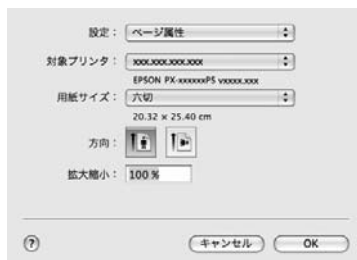 設定： ページ属性
対象プリンタ： xxx.xxx.xxx.xxx
EPSON PX-xxxxxxPS vxxxx.xxx
用紙サイズ： 六切
20.32 x 25.40 cm
方向：
拡大縮小： 100 %
? キャンセル OK